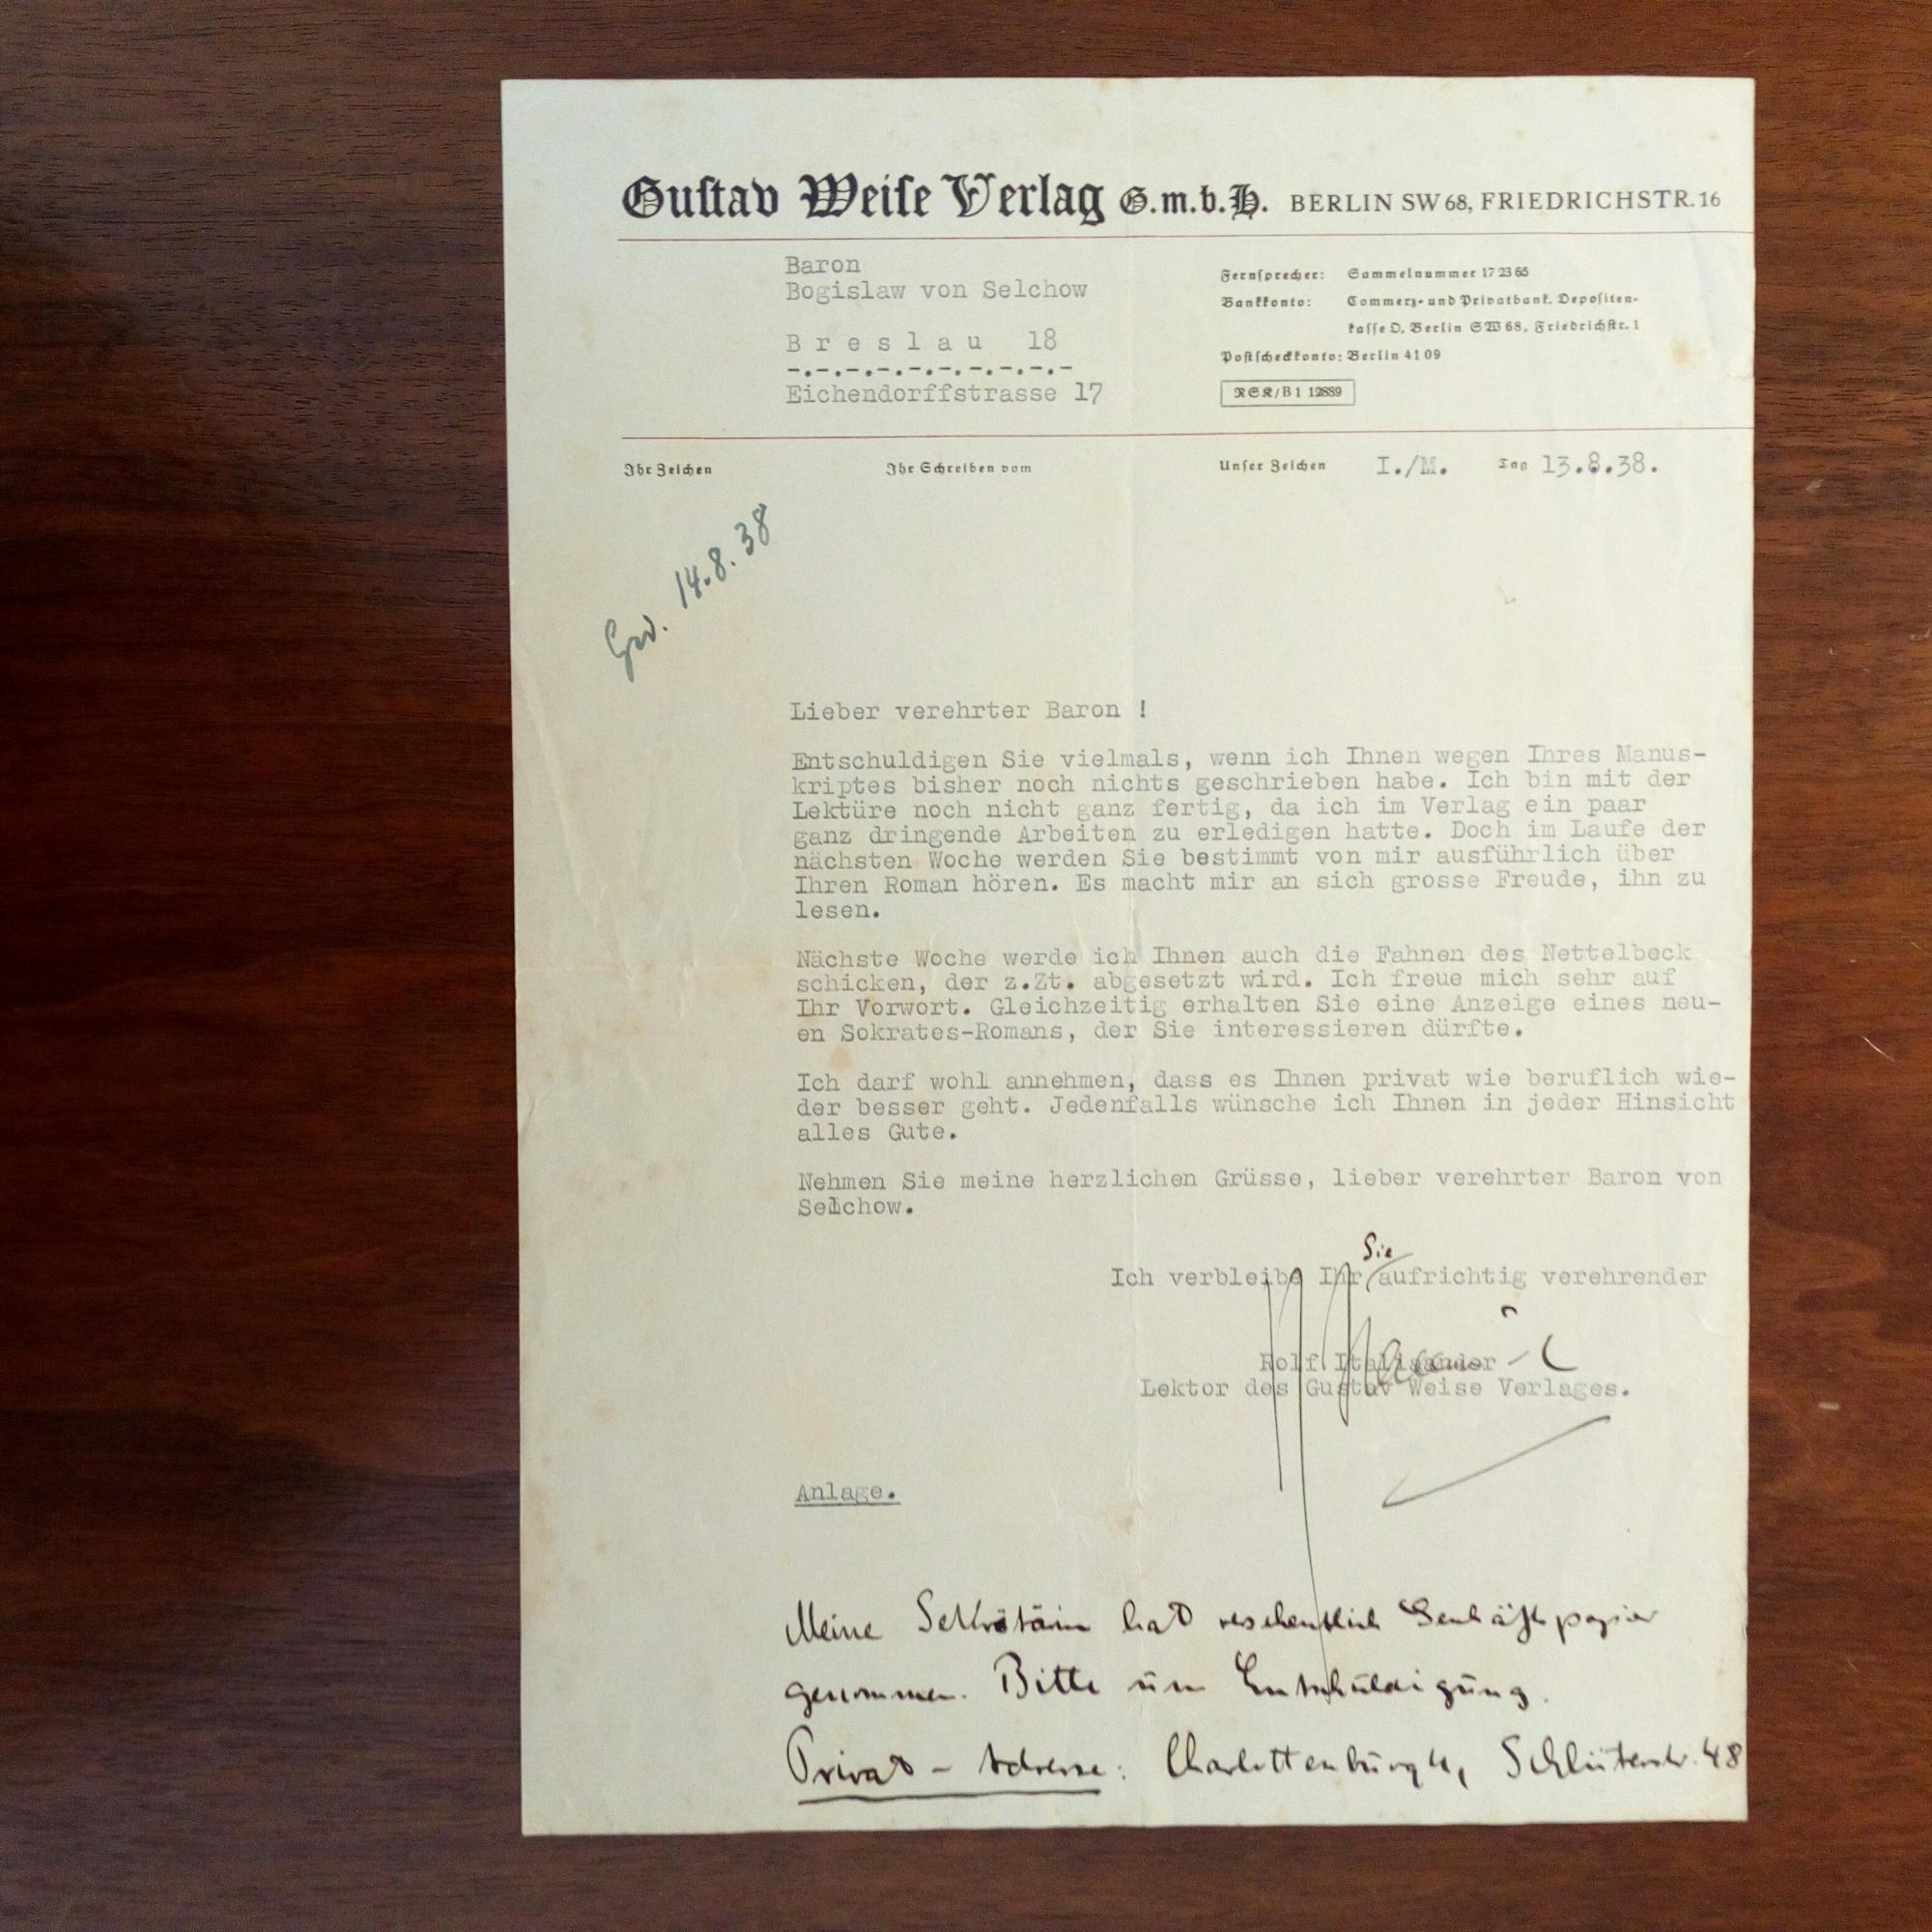 Gustav Weise Verlag G.m.b.H. BERLIN SW 68, FRIEDRICHSTR. 16
Baron
Bogislaw von Selchow
Breslau 18
-.-.-.-.-.-.-.-.-.-
Eichendorffstrasse 17
Fernsprecher: Sammelnummer 17 23 65
Bankkonto: Commerz- und Privatbank, Depositen-
kasse D, Berlin SW 68, Friedrichstr. 1
Postscheckkonto: Berlin 41 09
RSK/B 1 12889
Ihr Zeichen Ihr Schreiben vom Unser Zeichen I./M. Tag 13.8.38.
14.8.38
Lieber verehrter Baron !
Entschuldigen Sie vielmals, wenn ich Ihnen wegen Ihres Manus-
kriptes bisher noch nichts geschrieben habe. Ich bin mit der
Lektüre noch nicht ganz fertig, da ich im Verlag ein paar
ganz dringende Arbeiten zu erledigen hatte. Doch im Laufe der
nächsten Woche werden Sie bestimmt von mir ausführlich über
Ihren Roman hören. Es macht mir an sich grosse Freude, ihn zu
lesen.
Nächste Woche werde ich Ihnen auch die Fahnen des Nettelbeck
schicken, der z.Zt. abgesetzt wird. Ich freue mich sehr auf
Ihr Vorwort. Gleichzeitig erhalten Sie eine Anzeige eines neu-
en Sokrates-Romans, der Sie interessieren dürfte.
Ich darf wohl annehmen, dass es Ihnen privat wie beruflich wie-
der besser geht. Jedenfalls wünsche ich Ihnen in jeder Hinsicht
alles Gute.
Nehmen Sie meine herzlichen Grüsse, lieber verehrter Baron von
Selchow.
Sie
Ich verbleibe Ihr aufrichtig verehrender
Rolf Italiaander
Lektor des Gustav Weise Verlages.
Anlage.
Meine Sekretärin hat versehentlich Geschäftspapier
genommen. Bitte um Entschuldigung.
Privat-Adresse: Charlottenburg 4, Schlüterstr. 48